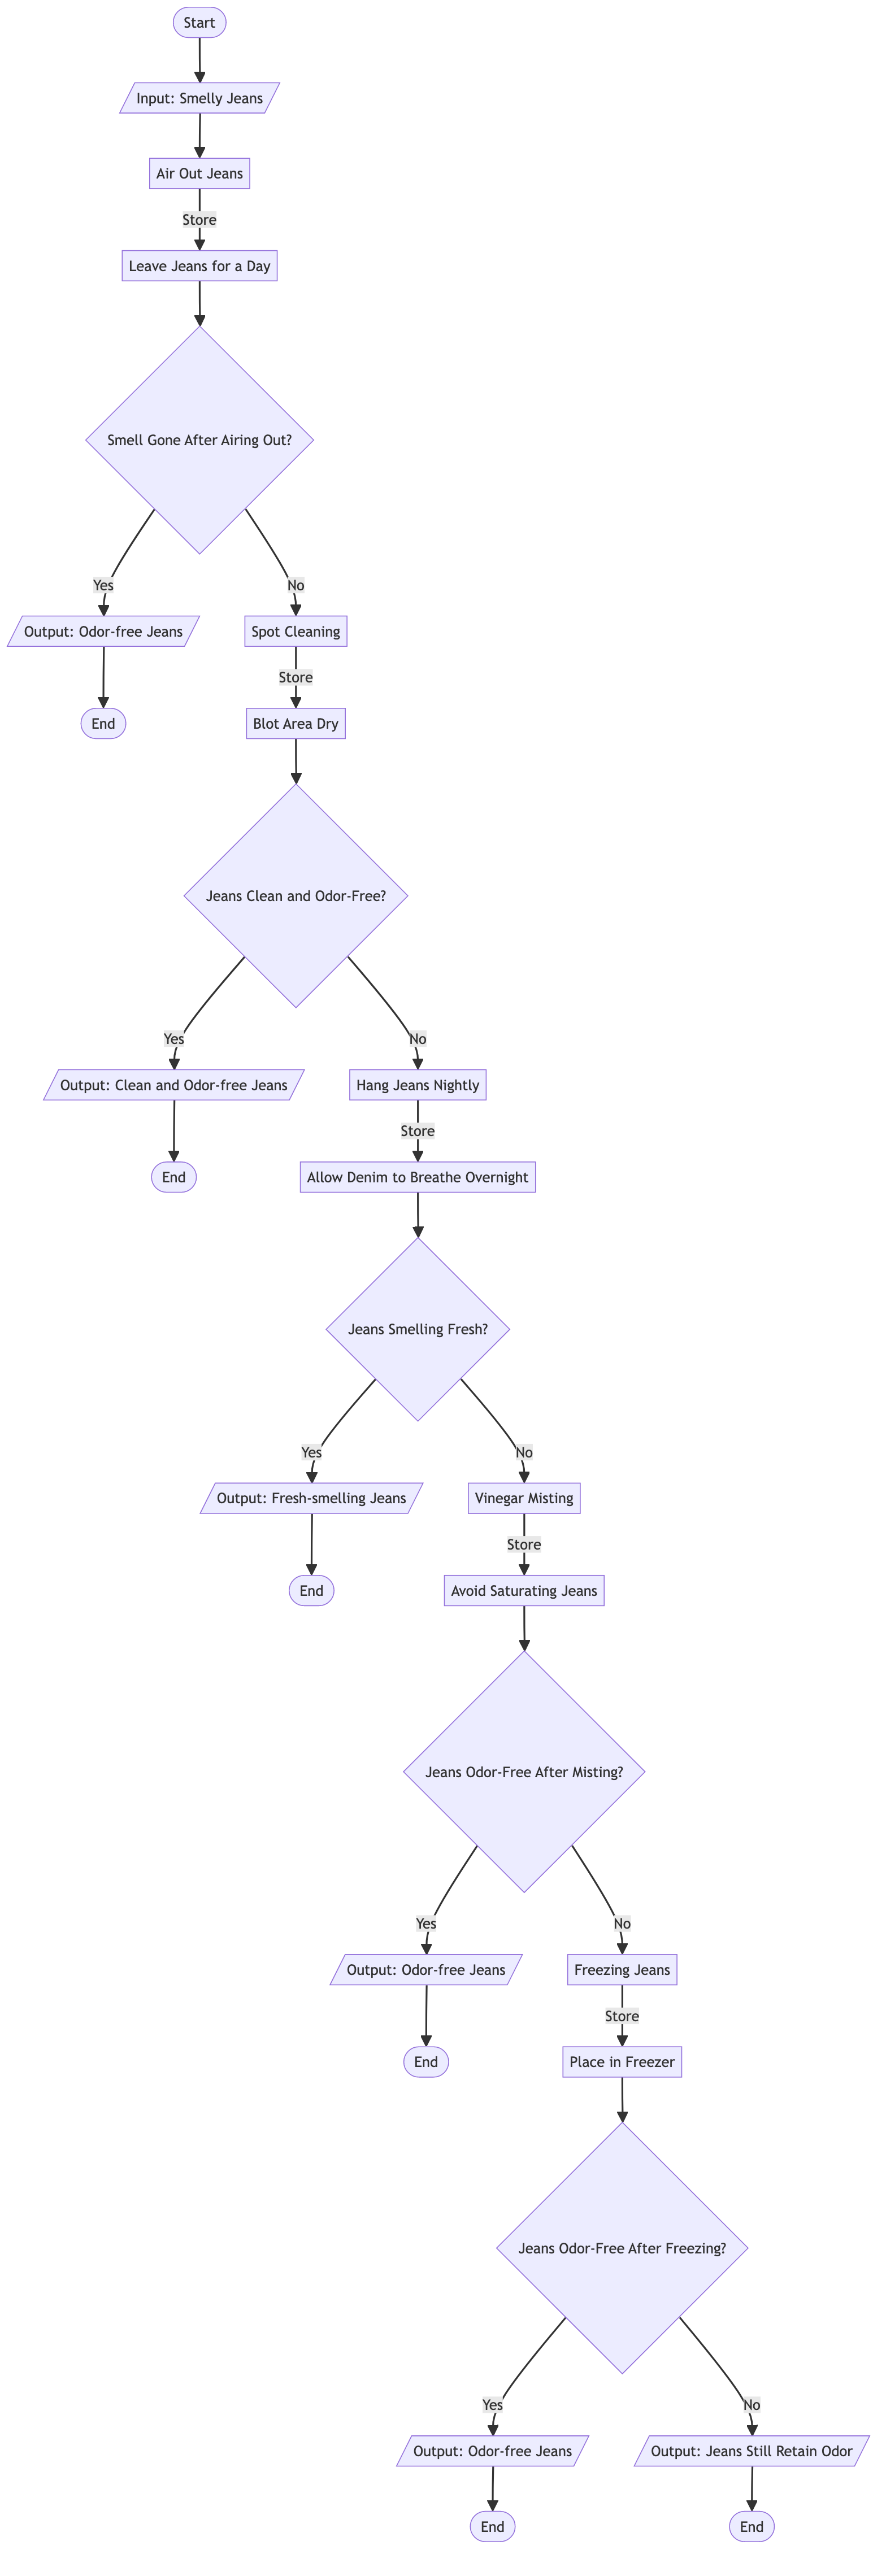 Start
Input: Smelly Jeans
Air Out Jeans
Store
Leave Jeans for a Day
Smell Gone After Airing Out?
Yes
No
Output: Odor-free Jeans
Spot Cleaning
Store
End
Blot Area Dry
Jeans Clean and Odor-Free?
Yes
No
Output: Clean and Odor-free Jeans
Hang Jeans Nightly
Store
End
Allow Denim to Breathe Overnight
Jeans Smelling Fresh?
Yes
No
Output: Fresh-smelling Jeans
Vinegar Misting
Store
End
Avoid Saturating Jeans
Jeans Odor-Free After Misting?
Yes
No
Output: Odor-free Jeans
Freezing Jeans
Store
End
Place in Freezer
Jeans Odor-Free After Freezing?
Yes
No
Output: Odor-free Jeans
Output: Jeans Still Retain Odor
End
End